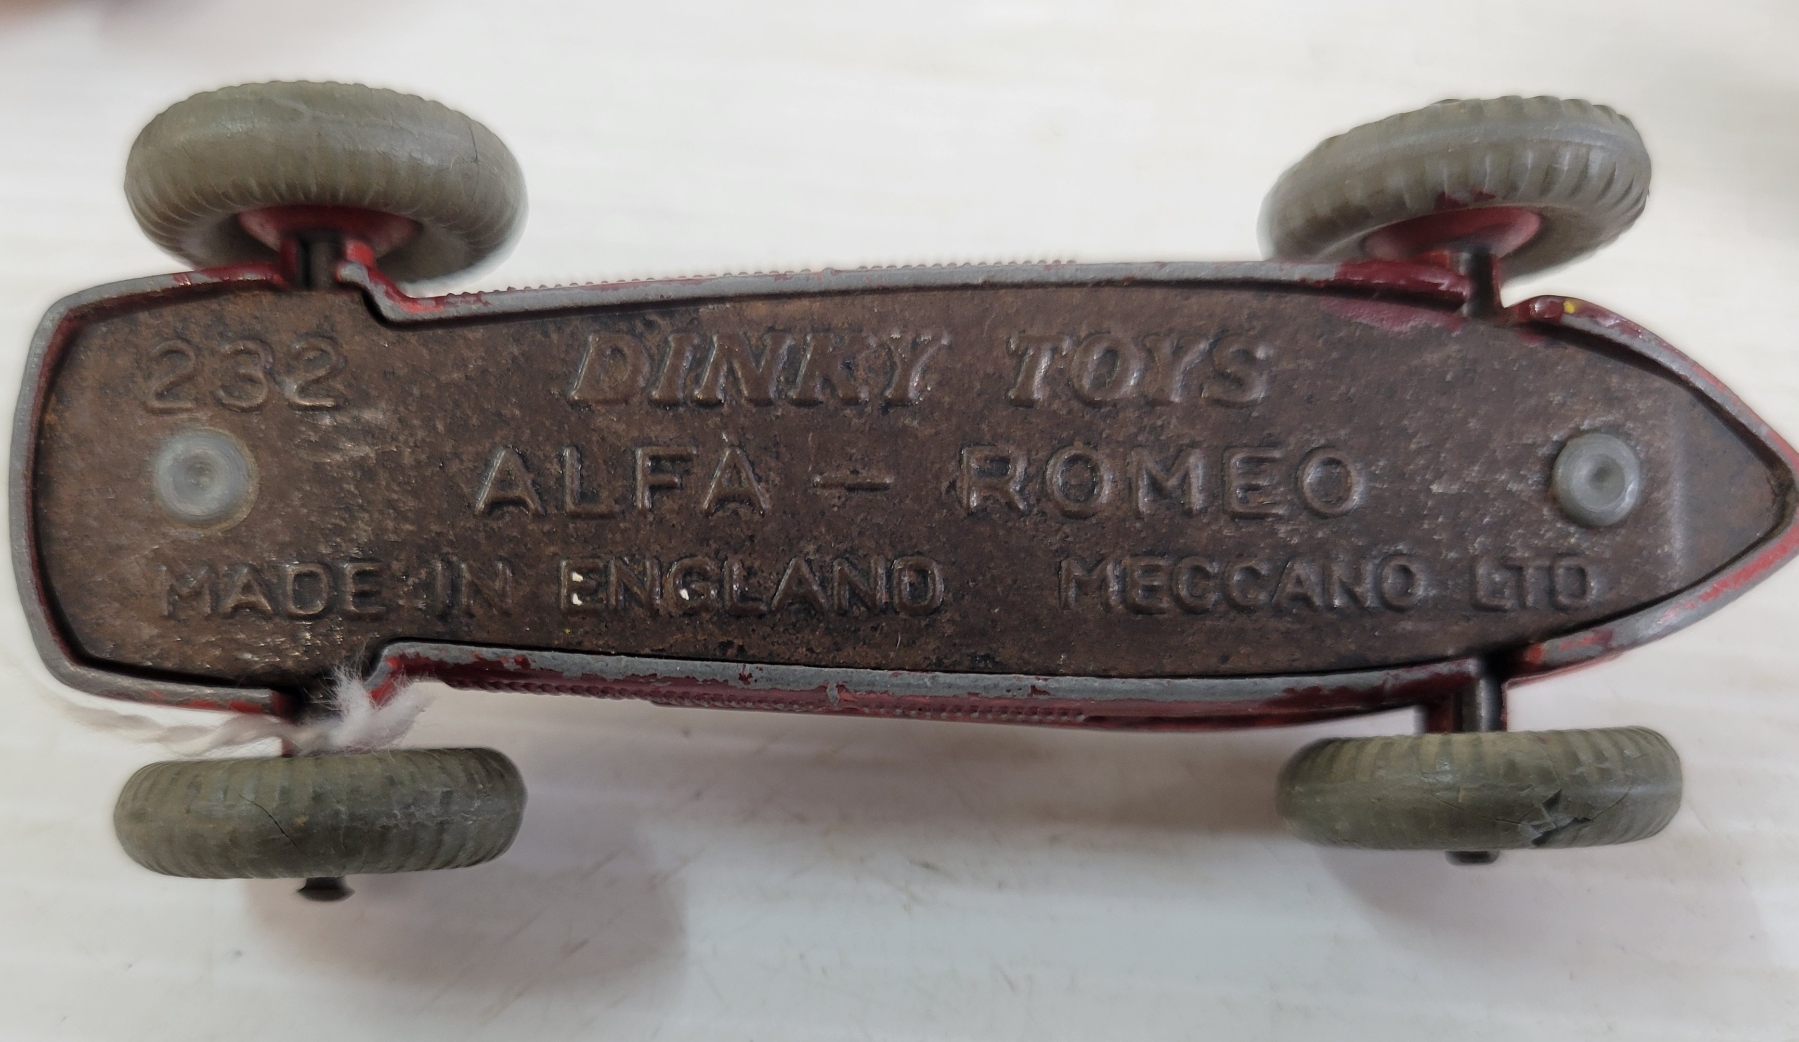 232 DINKY TOYS
ALFA — ROMEO
MADE IN ENGLAND MECCANO LTD